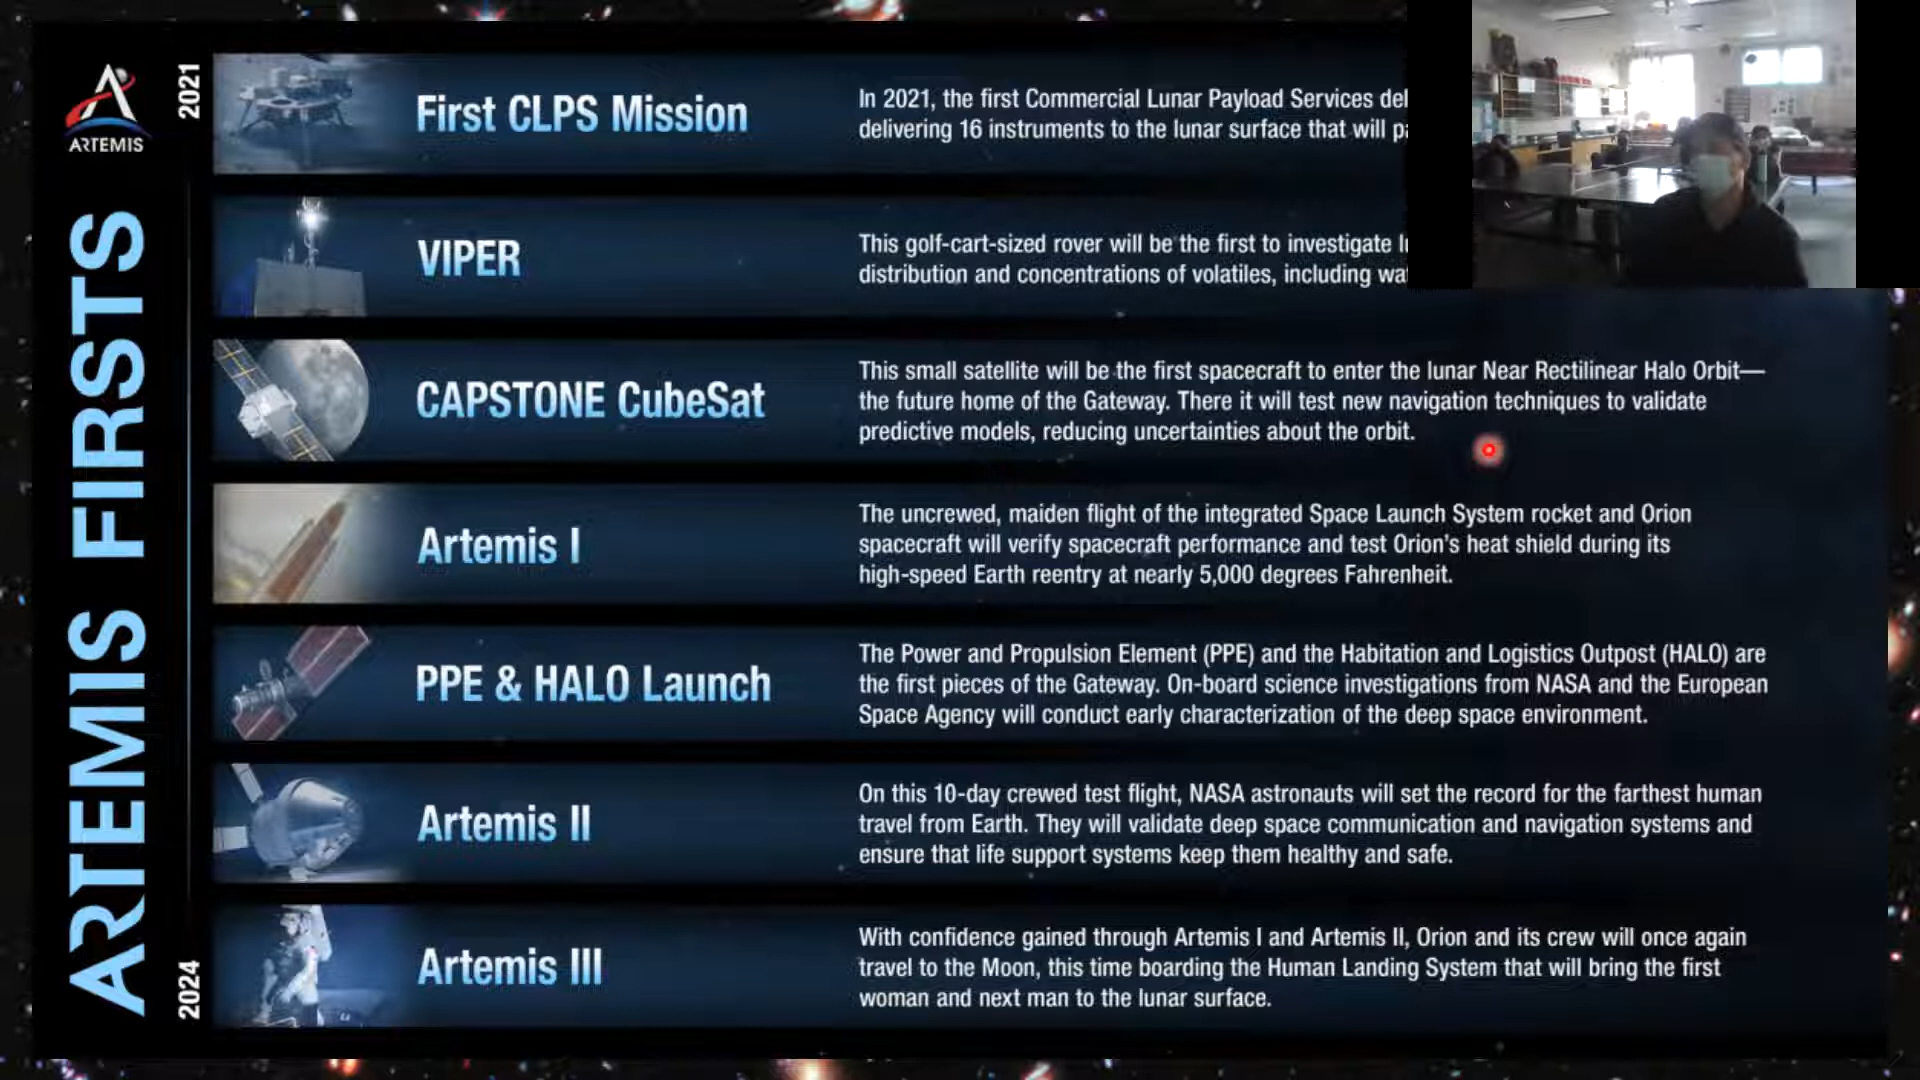 ARTEMIS
ARTEMIS FIRSTS
2021
First CLPS Mission
In 2021, the first Commercial Lunar Payload Services
delivering 16 instruments to the lunar surface that will
VIPER
This golf-cart-sized rover will be the first to investigate
distribution and concentrations of volatiles, including
CAPSTONE CubeSat
This small satellite will be the first spacecraft to enter the lunar Near Rectilinear Halo Orbit—
the future home of the Gateway. There it will test new navigation techniques to validate
predictive models, reducing uncertainties about the orbit.
Artemis I
The uncrewed, maiden flight of the integrated Space Launch System rocket and Orion
spacecraft will verify spacecraft performance and test Orion's heat shield during its
high-speed Earth reentry at nearly 5,000 degrees Fahrenheit.
PPE & HALO Launch
The Power and Propulsion Element (PPE) and the Habitation and Logistics Outpost (HALO) are
the first pieces of the Gateway. On-board science investigations from NASA and the European
Space Agency will conduct early characterization of the deep space environment.
Artemis II
On this 10-day crewed test flight, NASA astronauts will set the record for the farthest human
travel from Earth. They will validate deep space communication and navigation systems and
ensure that life support systems keep them healthy and safe.
Artemis III
With confidence gained through Artemis I and Artemis II, Orion and its crew will once again
travel to the Moon, this time boarding the Human Landing System that will bring the first
woman and next man to the lunar surface.
2024